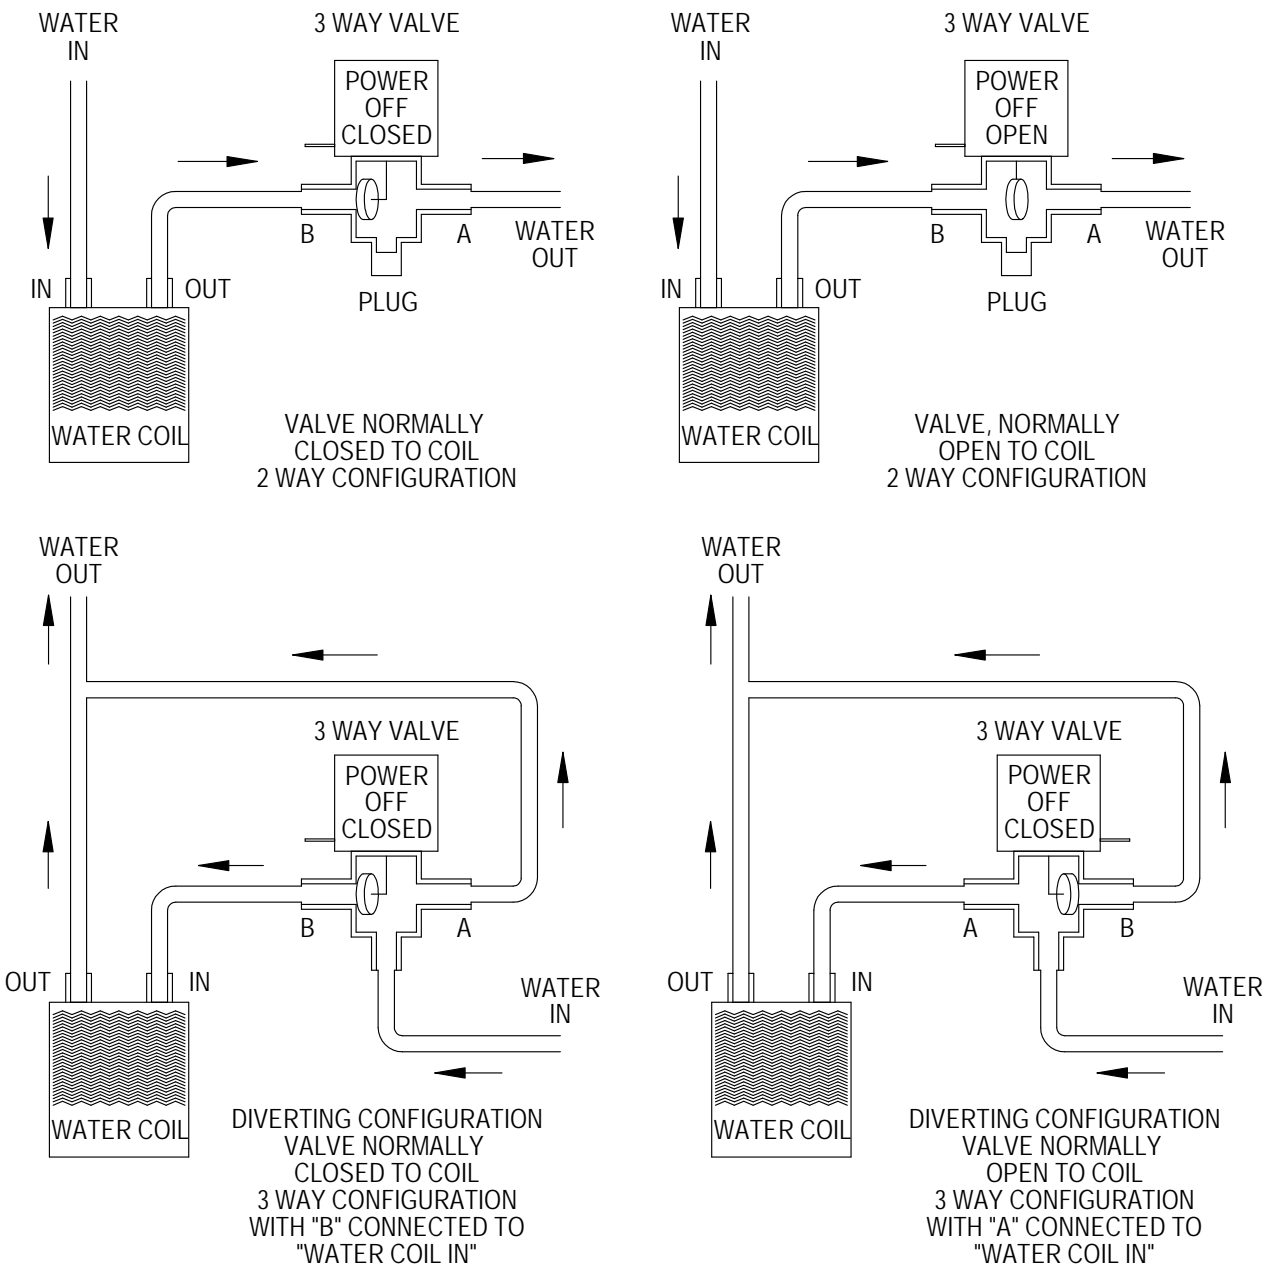 WATER
IN
3 WAY VALVE
POWER
OFF
CLOSED
B
A
WATER
OUT
IN
OUT
PLUG
WATER COIL
VALVE NORMALLY
CLOSED TO COIL
2 WAY CONFIGURATION
WATER
IN
3 WAY VALVE
POWER
OFF
OPEN
B
A
WATER
OUT
IN
OUT
PLUG
WATER COIL
VALVE, NORMALLY
OPEN TO COIL
2 WAY CONFIGURATION
WATER
OUT
3 WAY VALVE
POWER
OFF
CLOSED
B
A
OUT
IN
WATER
IN
WATER COIL
DIVERTING CONFIGURATION
VALVE NORMALLY
CLOSED TO COIL
3 WAY CONFIGURATION
WITH "B" CONNECTED TO
"WATER COIL IN"
WATER
OUT
3 WAY VALVE
POWER
OFF
CLOSED
A
B
OUT
IN
WATER
IN
WATER COIL
DIVERTING CONFIGURATION
VALVE NORMALLY
OPEN TO COIL
3 WAY CONFIGURATION
WITH "A" CONNECTED TO
"WATER COIL IN"